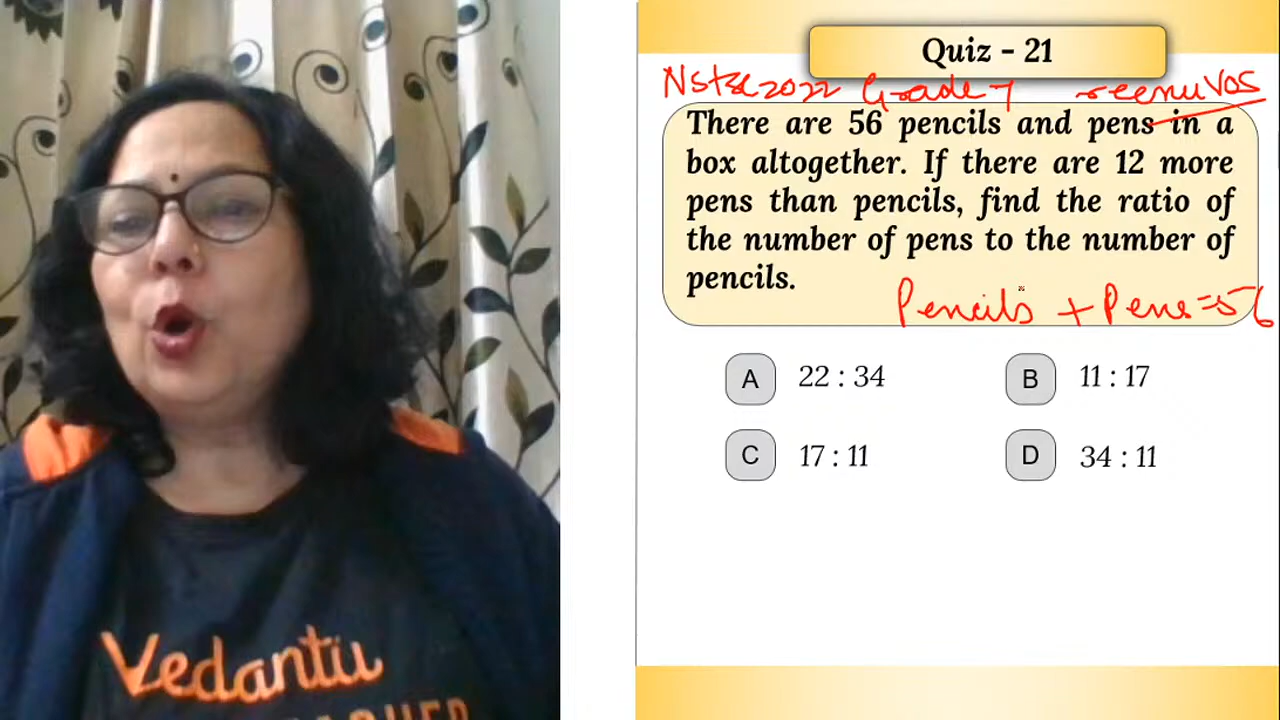 Quiz - 21
Nstse 2022 Grade 7 reenuVOS
There are 56 pencils and pens in a
box altogether. If there are 12 more
pens than pencils, find the ratio of
the number of pens to the number of
pencils.
Pencils + Pens = 56
A 22 : 34
B 11 : 17
C 17 : 11
D 34 : 11
Vedantu